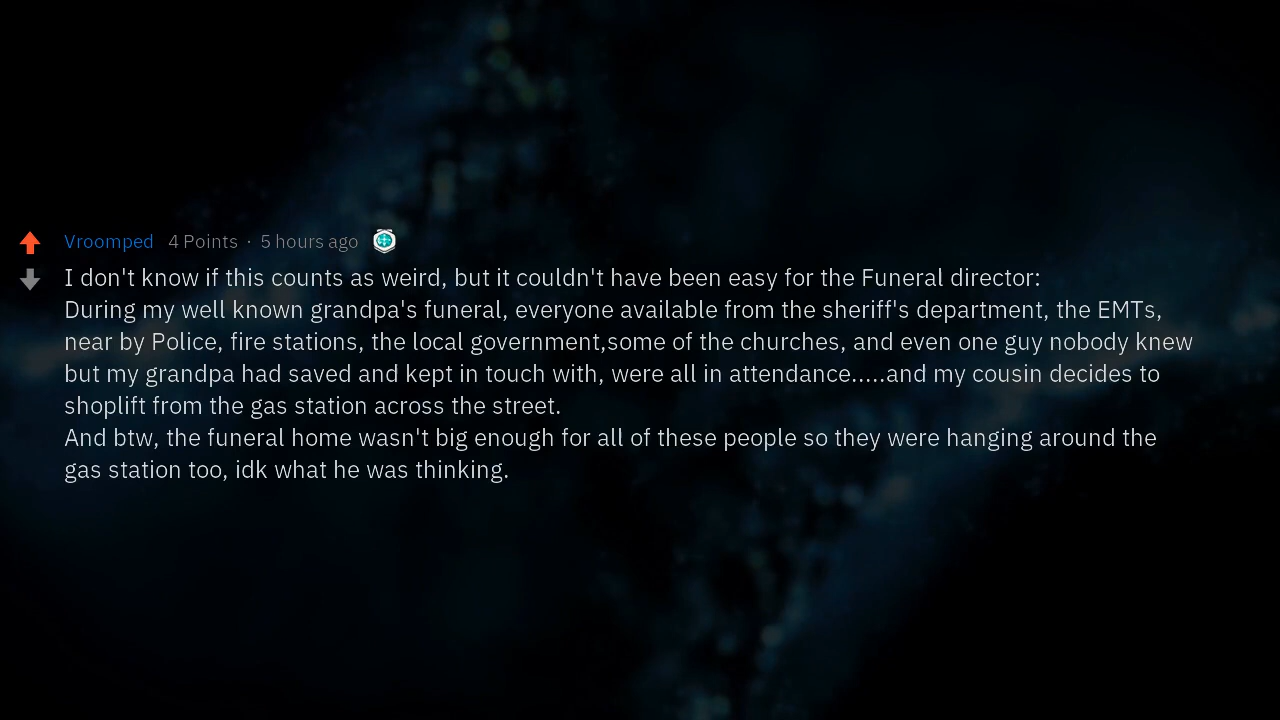 Vroomped 4 Points · 5 hours ago
I don't know if this counts as weird, but it couldn't have been easy for the Funeral director:
During my well known grandpa's funeral, everyone available from the sheriff's department, the EMTs,
near by Police, fire stations, the local government,some of the churches, and even one guy nobody knew
but my grandpa had saved and kept in touch with, were all in attendance.....and my cousin decides to
shoplift from the gas station across the street.
And btw, the funeral home wasn't big enough for all of these people so they were hanging around the
gas station too, idk what he was thinking.